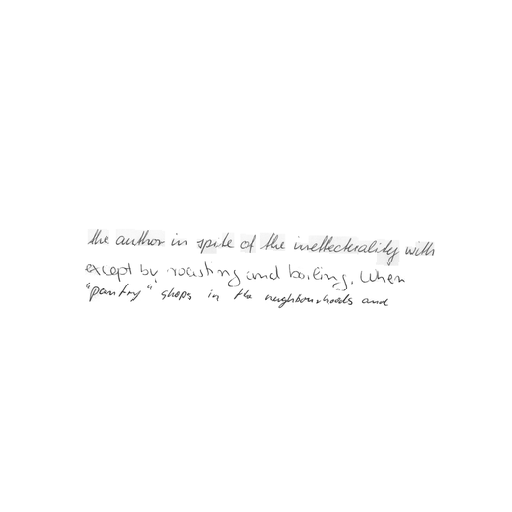 the author in spite of the inellectuality with
except by roasting and boiling. When
"pantry" shops in the neighbourhoods and